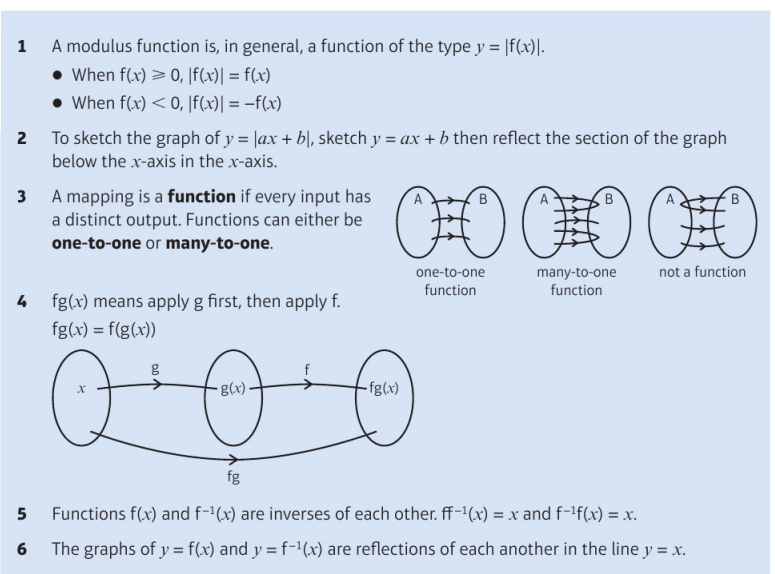 1 A modulus function is, in general, a function of the type y = |f(x)|.
● When f(x) ⩾ 0, |f(x)| = f(x)
● When f(x) < 0, |f(x)| = –f(x)
2 To sketch the graph of y = |ax + b|, sketch y = ax + b then reflect the section of the graph
below the x-axis in the x-axis.
3 A mapping is a function if every input has
a distinct output. Functions can either be
one-to-one or many-to-one.
A B
one-to-one
function
A B
many-to-one
function
A B
not a function
4 fg(x) means apply g first, then apply f.
fg(x) = f(g(x))
g f
x g(x) fg(x)
fg
5 Functions f(x) and f⁻¹(x) are inverses of each other. ff⁻¹(x) = x and f⁻¹f(x) = x.
6 The graphs of y = f(x) and y = f⁻¹(x) are reflections of each another in the line y = x.